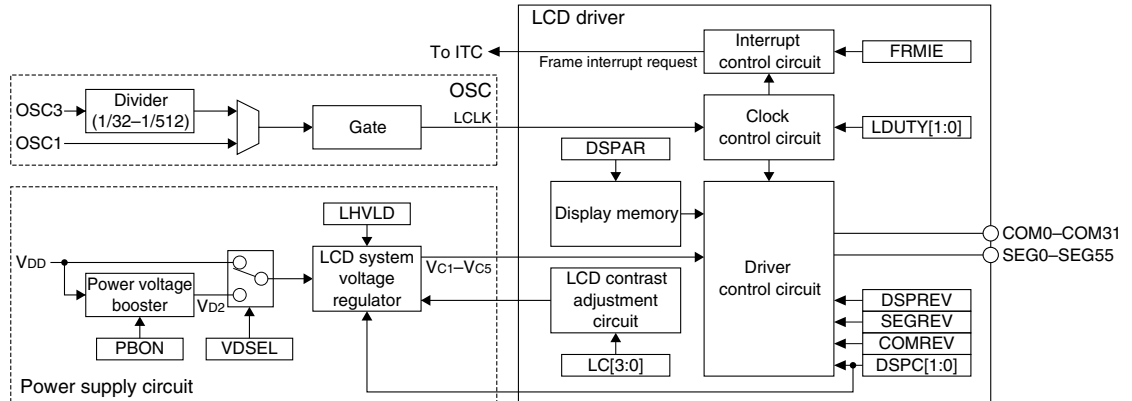 LCD driver
To ITC
Frame interrupt request
Interrupt
control circuit
FRMIE
OSC
OSC3
Divider
(1/32–1/512)
OSC1
Gate
LCLK
Clock
control circuit
LDUTY[1:0]
DSPAR
Display memory
LHVLD
VDD
Power voltage
booster
VD2
LCD system
voltage
regulator
VC1–VC5
LCD contrast
adjustment
circuit
Driver
control circuit
COM0–COM31
SEG0–SEG55
DSPREV
SEGREV
COMREV
DSPC[1:0]
PBON
VDSEL
LC[3:0]
Power supply circuit